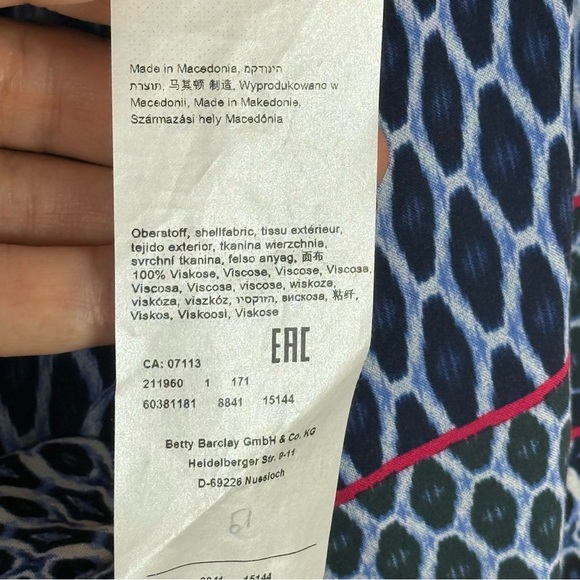 Made in Macedonia, הינודקמ
תוצרת, 马其顿 制造, Wyprodukowano w
Macedonii, Made in Makedonie,
Származási hely Macedónia
Oberstoff, shellfabric, tissu extérieur,
tejido exterior, tkanina wierzchnia,
svrchní tkanina, felso anyag, 面布
100% Viskose, Viscose, Viscose, Viscosa,
Viscosa, Viscosa, viscose, wiskoza,
viskóza, viszkóz, вискоза, 粘纤,
Viskos, Viskoosi, Viskose
EAC
CA: 07113
211960 1 171
60381181 8841 15144
Betty Barclay GmbH & Co. KG
Heidelberger Str. 9-11
D-69226 Nussloch
8841 15144